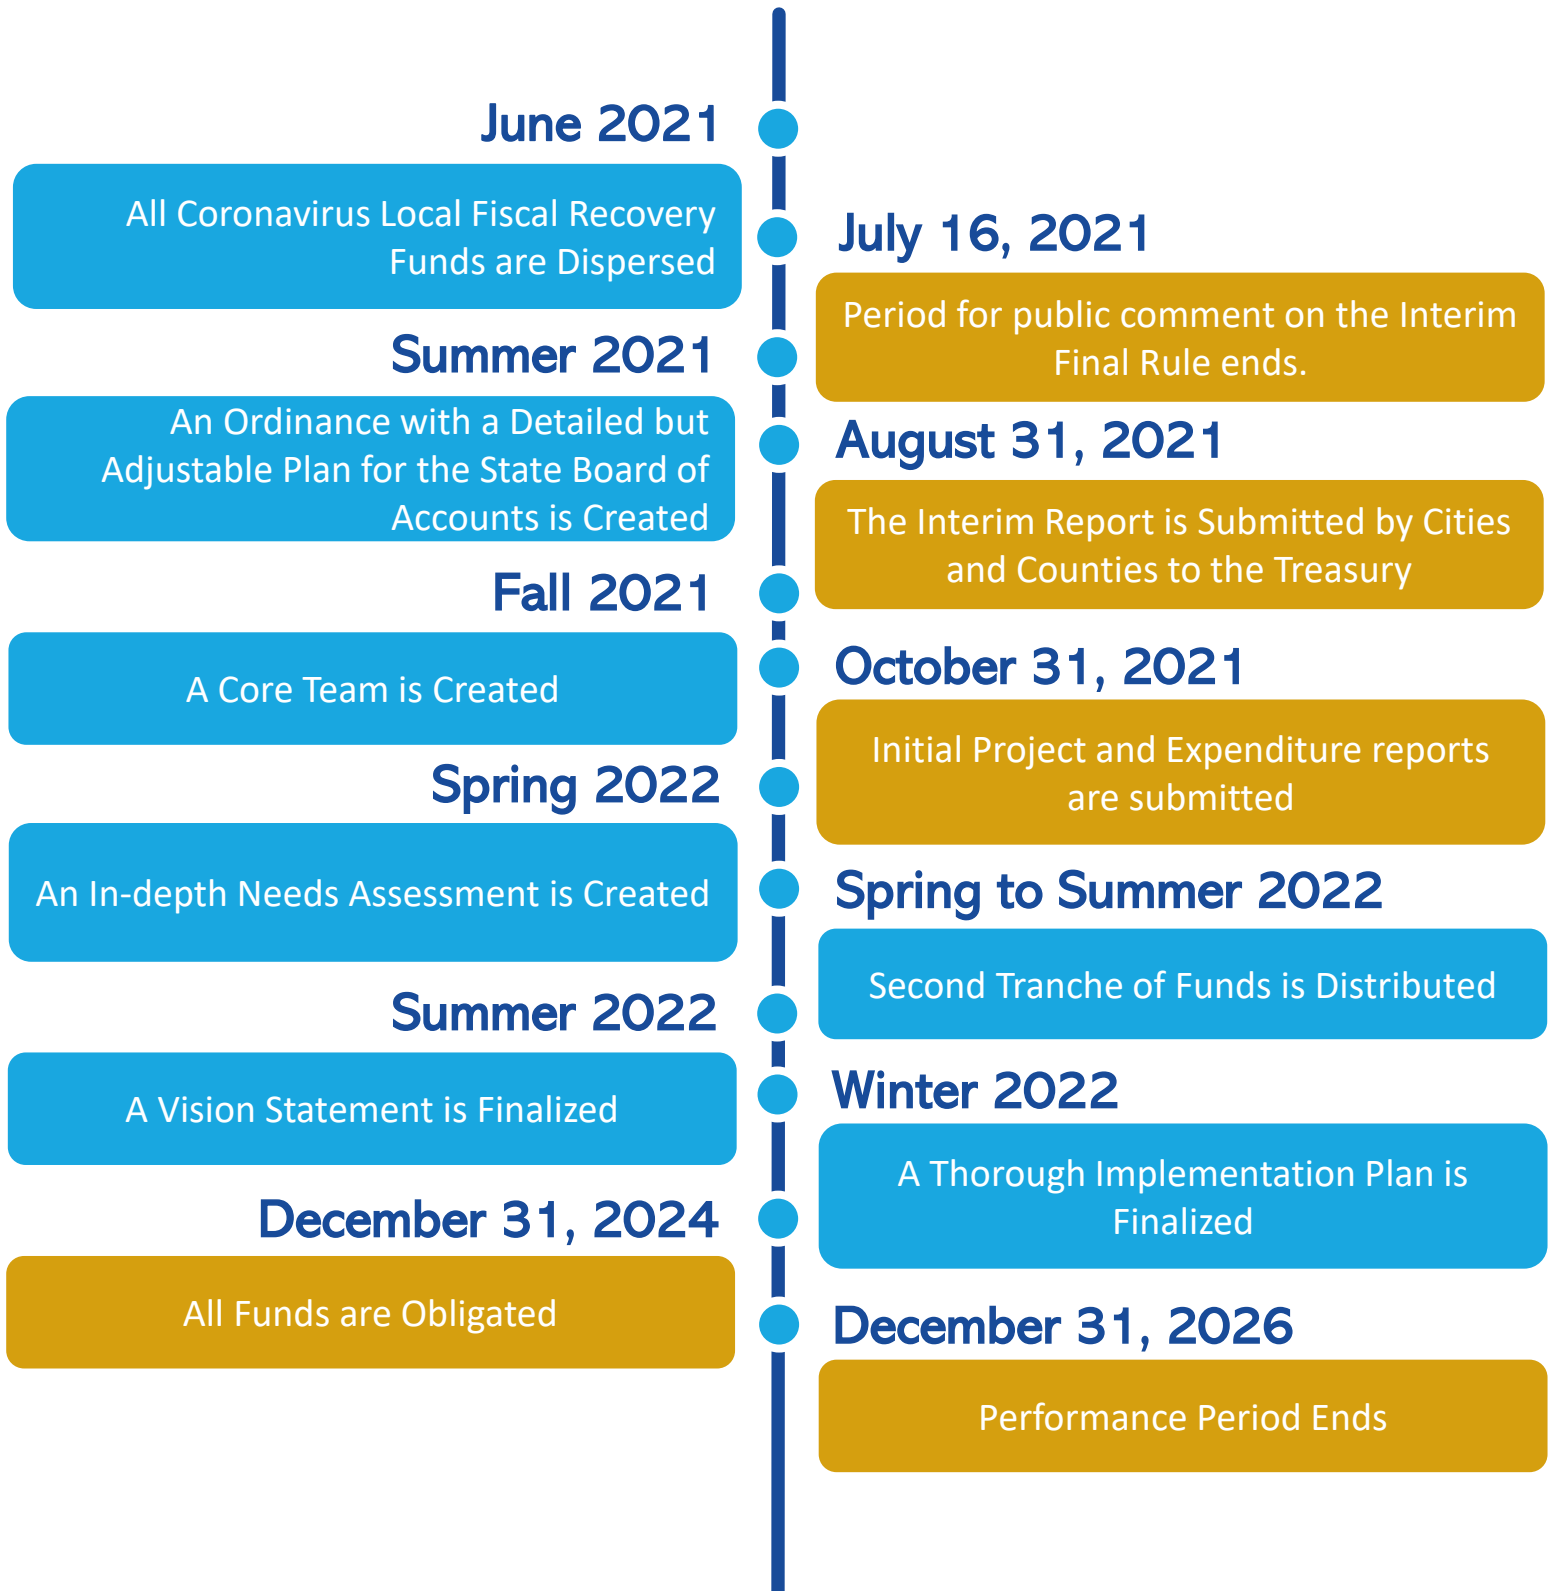 June 2021
All Coronavirus Local Fiscal Recovery
Funds are Dispersed
July 16, 2021
Period for public comment on the Interim
Final Rule ends.
Summer 2021
An Ordinance with a Detailed but
Adjustable Plan for the State Board of
Accounts is Created
August 31, 2021
The Interim Report is Submitted by Cities
and Counties to the Treasury
Fall 2021
A Core Team is Created
October 31, 2021
Initial Project and Expenditure reports
are submitted
Spring 2022
An In-depth Needs Assessment is Created
Spring to Summer 2022
Second Tranche of Funds is Distributed
Summer 2022
A Vision Statement is Finalized
Winter 2022
A Thorough Implementation Plan is
Finalized
December 31, 2024
All Funds are Obligated
December 31, 2026
Performance Period Ends